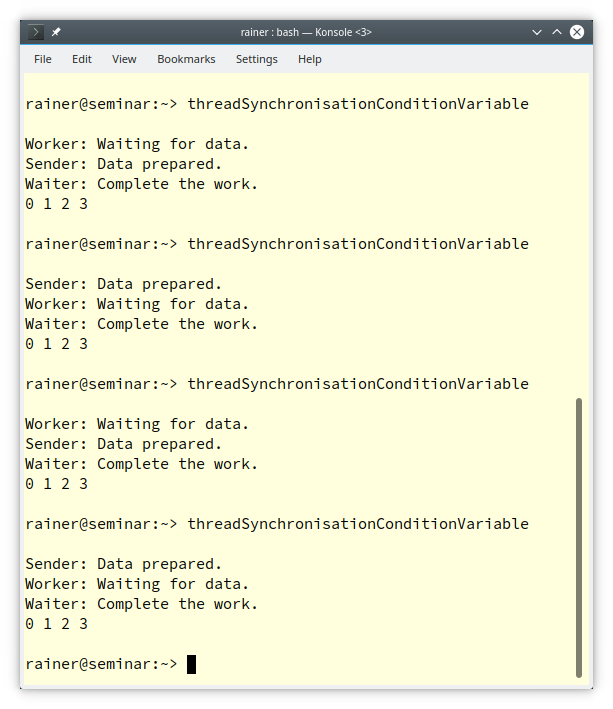 rainer : bash — Konsole <3>
File Edit View Bookmarks Settings Help
rainer@seminar:~> threadSynchronisationConditionVariable
Worker: Waiting for data.
Sender: Data prepared.
Waiter: Complete the work.
0 1 2 3
rainer@seminar:~> threadSynchronisationConditionVariable
Sender: Data prepared.
Worker: Waiting for data.
Waiter: Complete the work.
0 1 2 3
rainer@seminar:~> threadSynchronisationConditionVariable
Worker: Waiting for data.
Sender: Data prepared.
Waiter: Complete the work.
0 1 2 3
rainer@seminar:~> threadSynchronisationConditionVariable
Sender: Data prepared.
Worker: Waiting for data.
Waiter: Complete the work.
0 1 2 3
rainer@seminar:~>